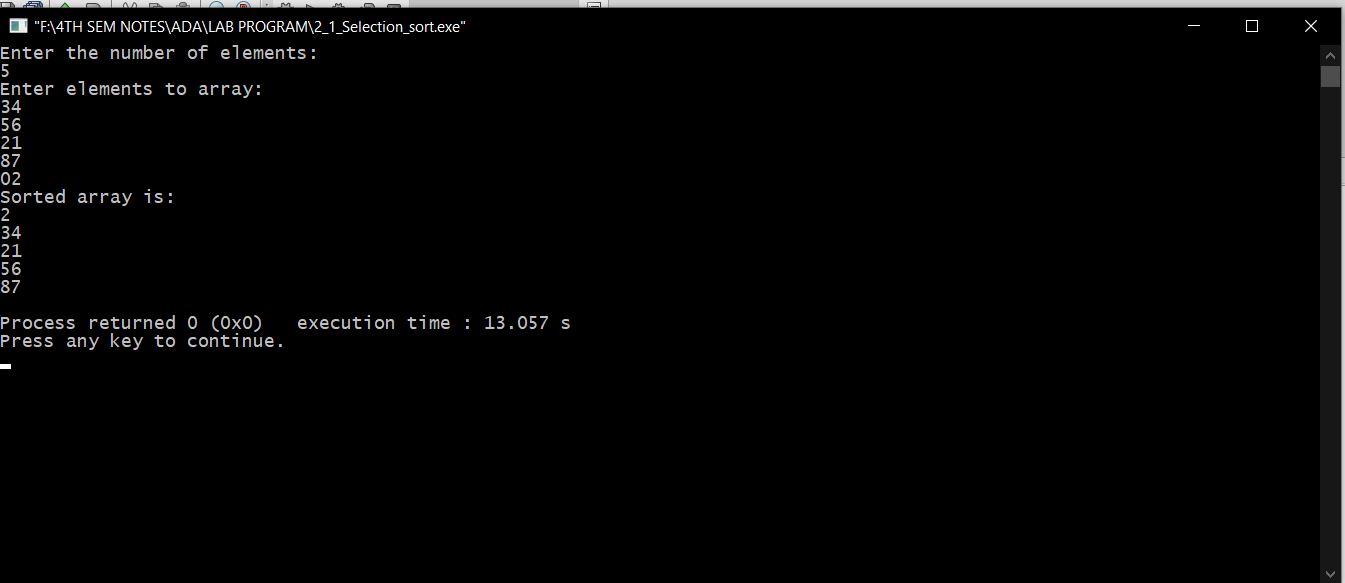 "F:\4TH SEM NOTES\ADA\LAB PROGRAM\2_1_Selection_sort.exe"
Enter the number of elements:
5
Enter elements to array:
34
56
21
87
02
Sorted array is:
2
34
21
56
87
Process returned 0 (0x0)   execution time : 13.057 s
Press any key to continue.